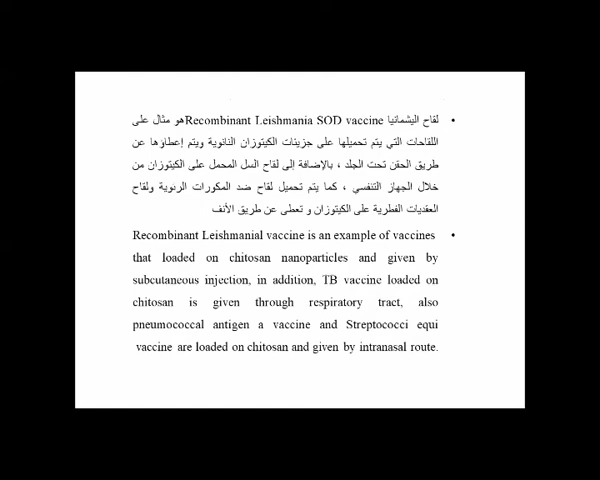 لقاح اليشمانيا Recombinant Leishmania SOD vaccine هو مثال على
اللقاحات التي يتم تحميلها على جزيئات الكيتوزان النانوية ويتم إعطاؤها عن
طريق الحقن تحت الجلد ، بالإضافة إلى لقاح السل المحمل على الكيتوزان من
خلال الجهاز التنفسي ، كما يتم تحميل لقاح ضد المكورات الرئوية ولقاح
العقديات الفطرية على الكيتوزان و تعطى عن طريق الأنف
Recombinant Leishmanial vaccine is an example of vaccines
that loaded on chitosan nanoparticles and given by
subcutaneous injection, in addition, TB vaccine loaded on
chitosan is given through respiratory tract, also
pneumococcal antigen a vaccine and Streptococci equi
vaccine are loaded on chitosan and given by intranasal route.